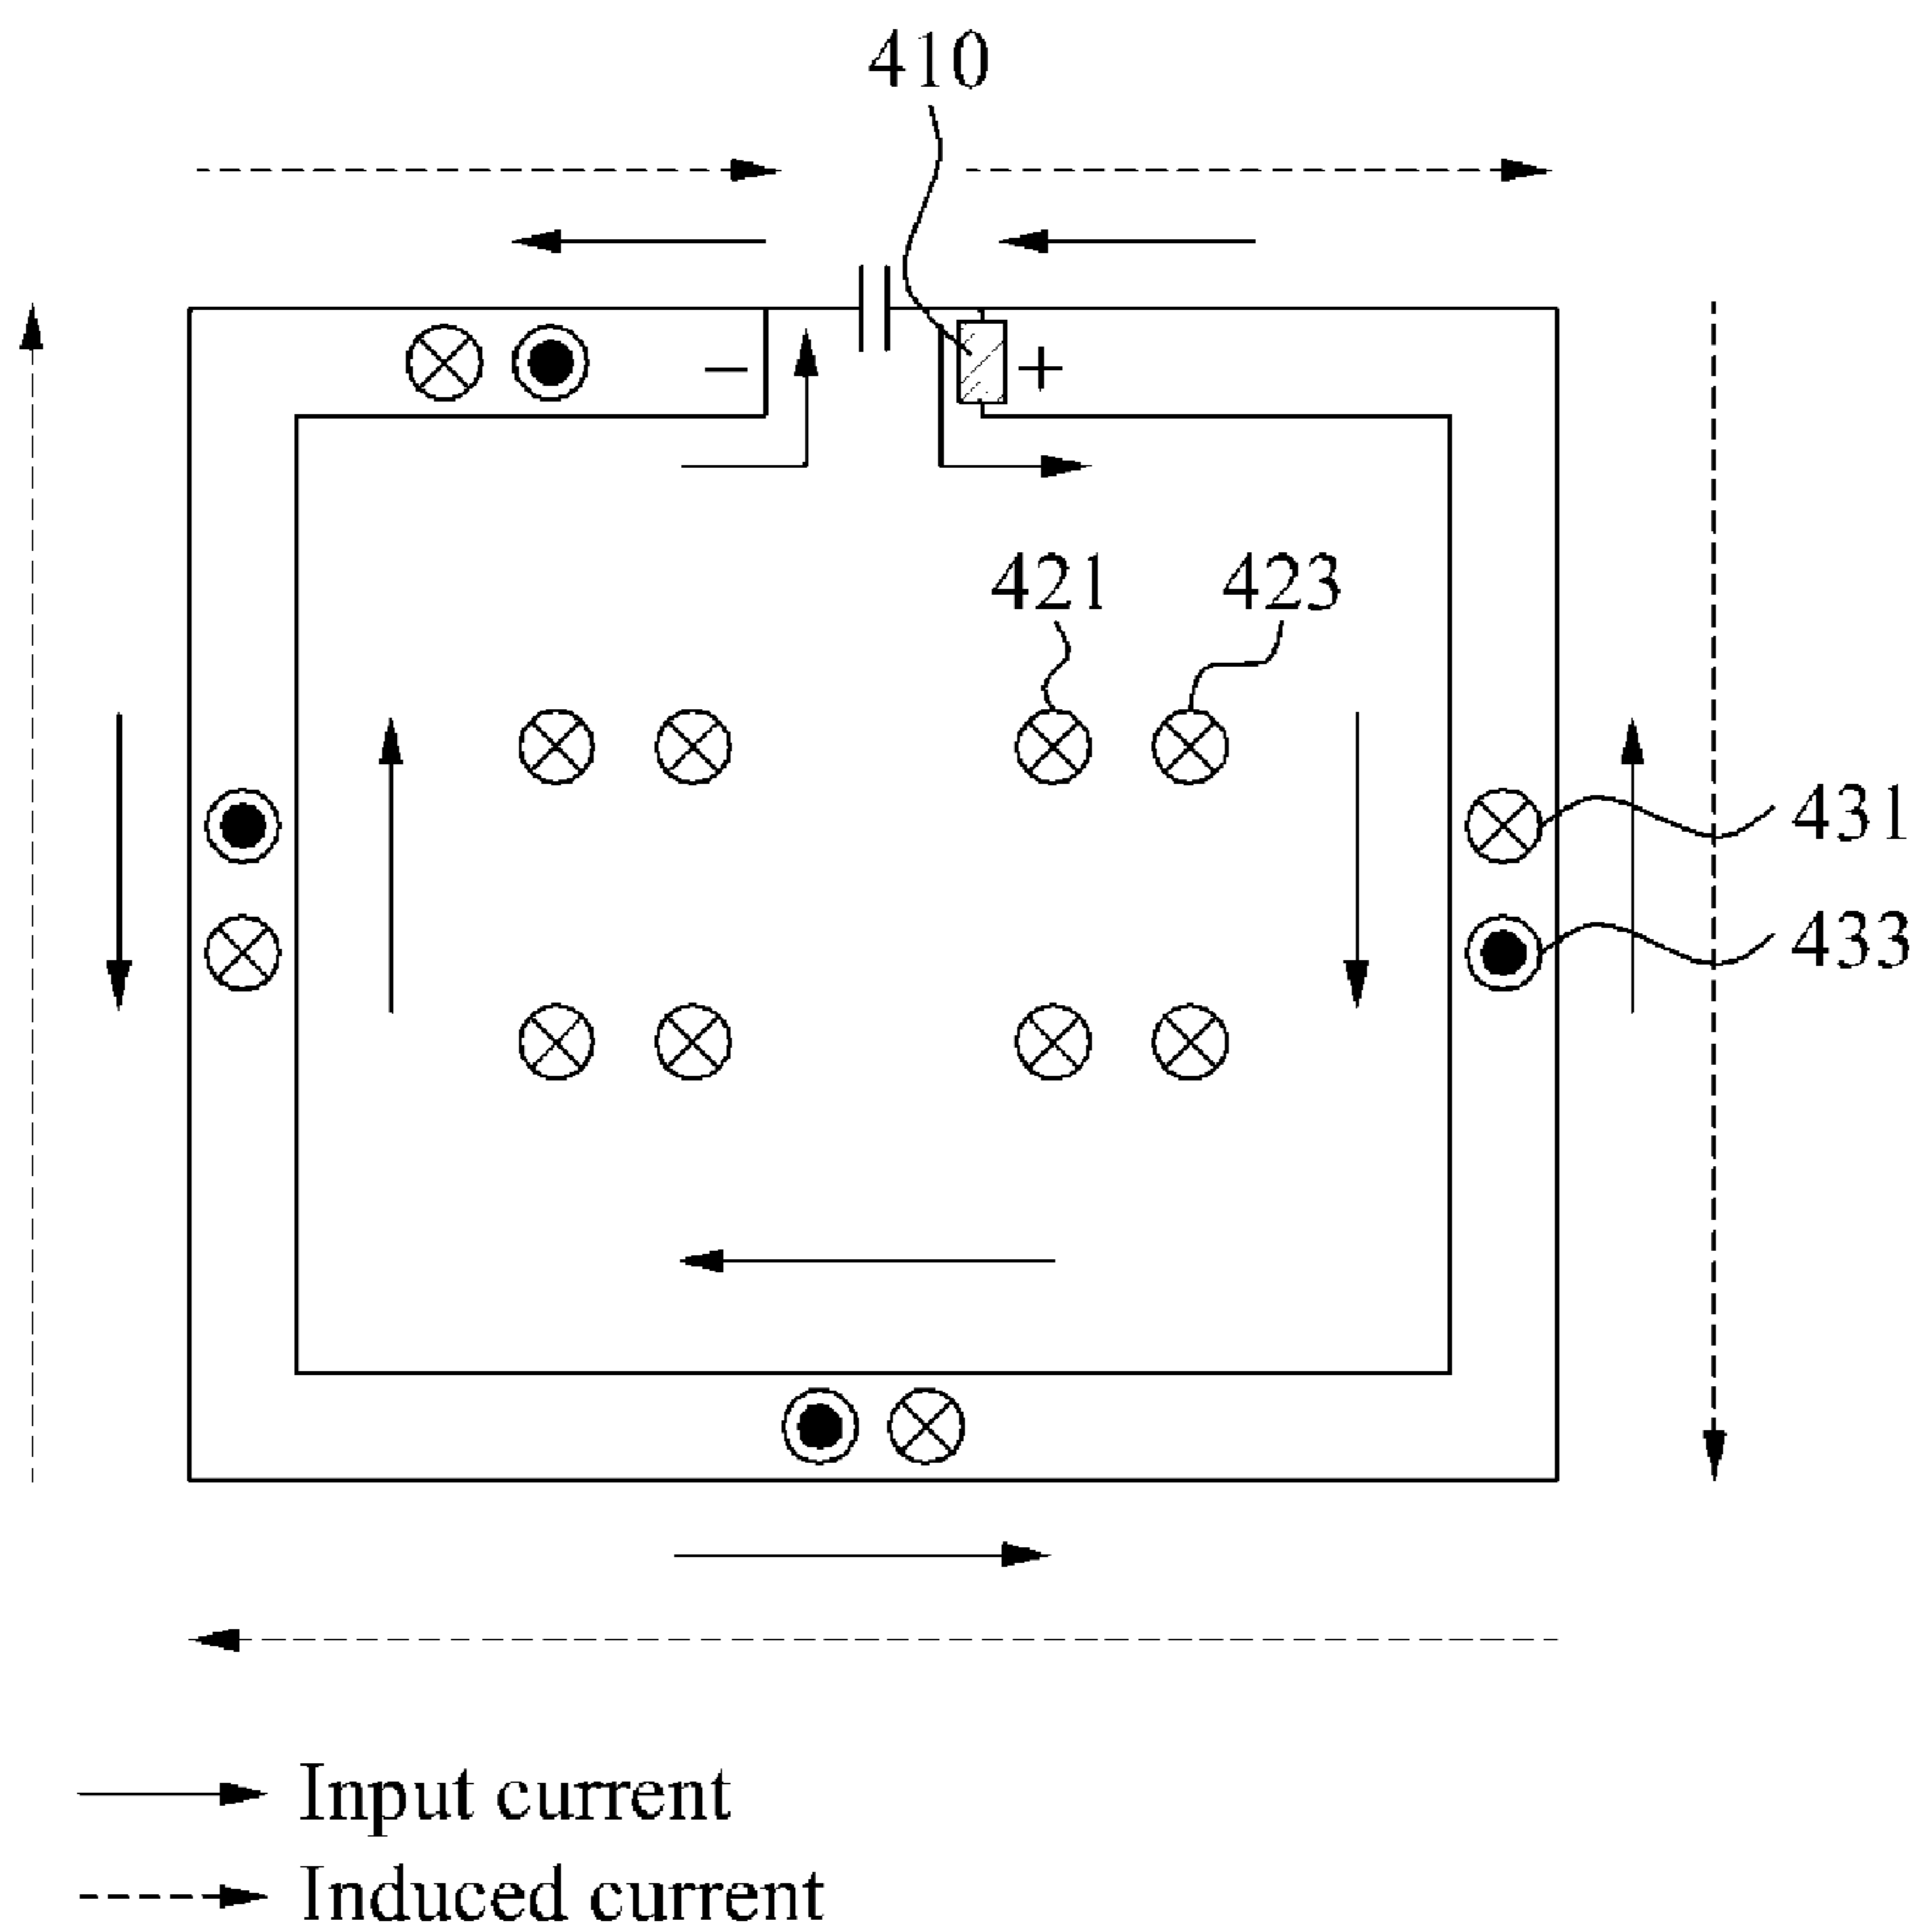 410
− +
421 423
431
433
Input current
Induced current